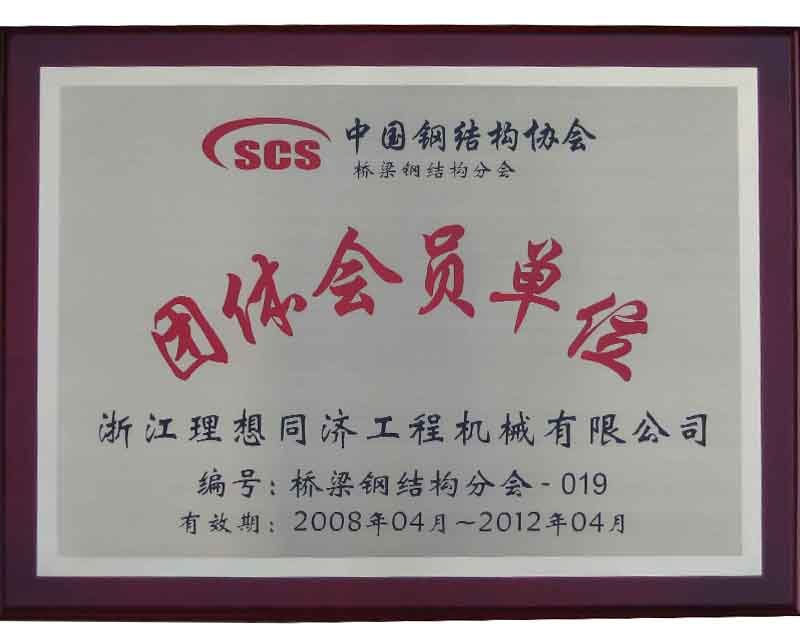 SCS 中国钢结构协会
桥梁钢结构分会
团体会员单位
浙江理想同济工程机械有限公司
编号：桥梁钢结构分会-019
有效期：2008年04月～2012年04月